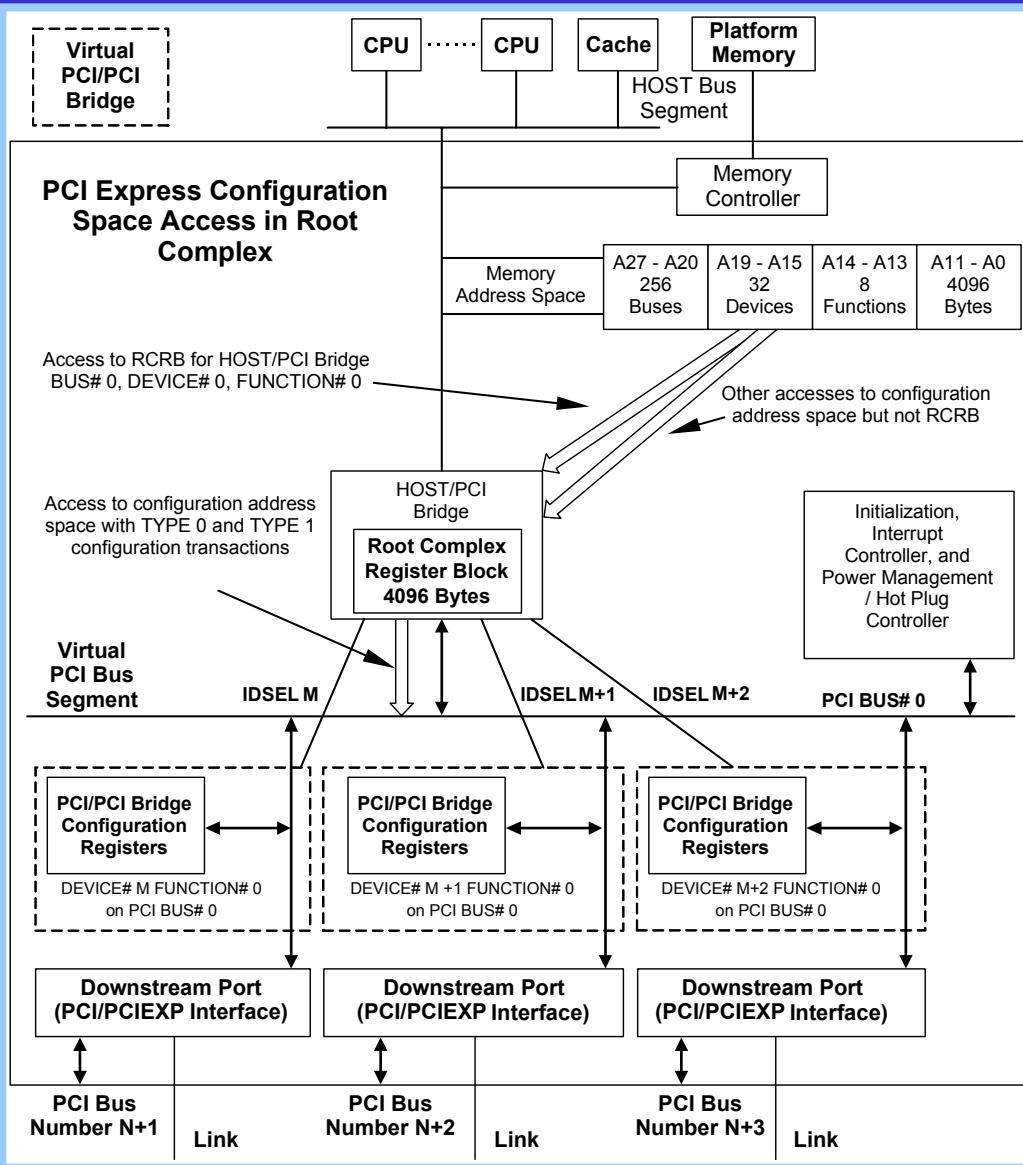 Virtual
PCI/PCI
Bridge
CPU
CPU
Cache
Platform
Memory
HOST Bus
Segment
PCI Express Configuration
Space Access in Root
Complex
Memory
Controller
Memory
Address Space
A27 - A20
256
Buses
A19 - A15
32
Devices
A14 - A13
8
Functions
A11 - A0
4096
Bytes
Access to RCRB for HOST/PCI Bridge
BUS# 0, DEVICE# 0, FUNCTION# 0
Other accesses to configuration
address space but not RCRB
Access to configuration address
space with TYPE 0 and TYPE 1
configuration transactions
HOST/PCI
Bridge
Root Complex
Register Block
4096 Bytes
Initialization,
Interrupt
Controller, and
Power Management
/ Hot Plug
Controller
Virtual
PCI Bus
Segment
IDSEL M
IDSEL M+1
IDSEL M+2
PCI BUS# 0
PCI/PCI Bridge
Configuration
Registers
DEVICE# M FUNCTION# 0
on PCI BUS# 0
PCI/PCI Bridge
Configuration
Registers
DEVICE# M +1 FUNCTION# 0
on PCI BUS# 0
PCI/PCI Bridge
Configuration
Registers
DEVICE# M+2 FUNCTION# 0
on PCI BUS# 0
Downstream Port
(PCI/PCIEXP Interface)
Downstream Port
(PCI/PCIEXP Interface)
Downstream Port
(PCI/PCIEXP Interface)
PCI Bus
Number N+1
Link
PCI Bus
Number N+2
Link
PCI Bus
Number N+3
Link